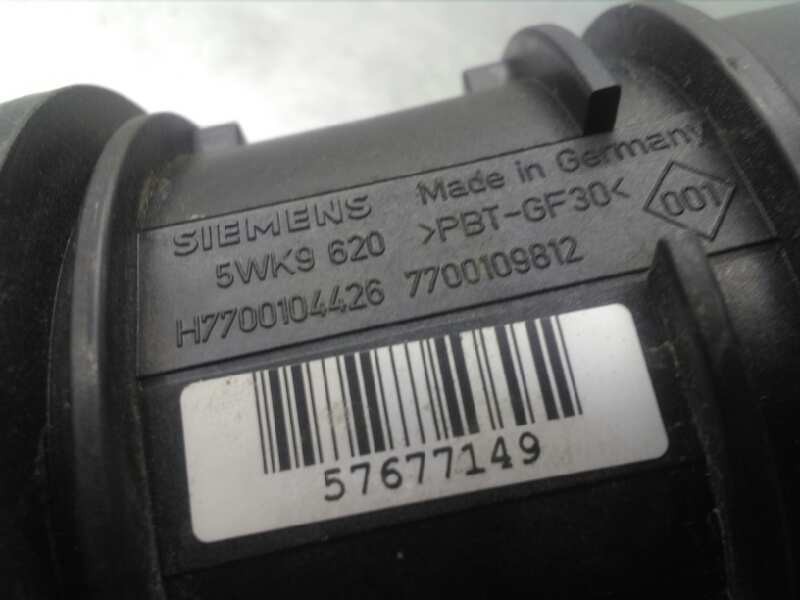 SIEMENS Made in Germany
5WK9 620 >PBT-GF30< 001
H7700104426 7700109812
57677149